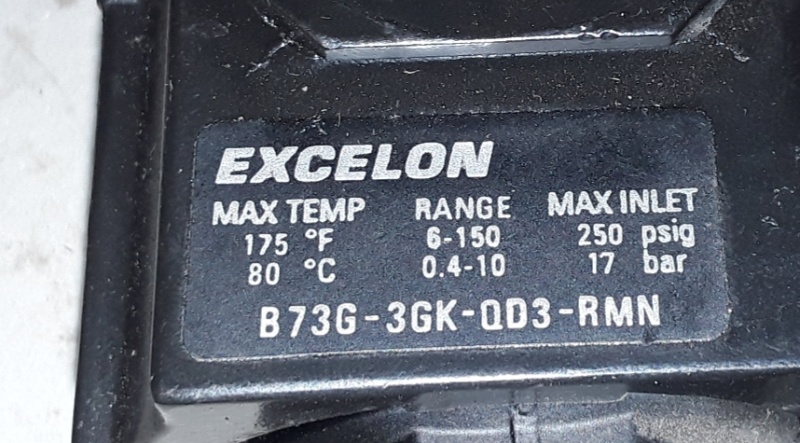 EXCELON
MAX TEMP RANGE MAX INLET
175 °F 6-150 250 psig
80 °C 0.4-10 17 bar
B73G-3GK-QD3-RMN